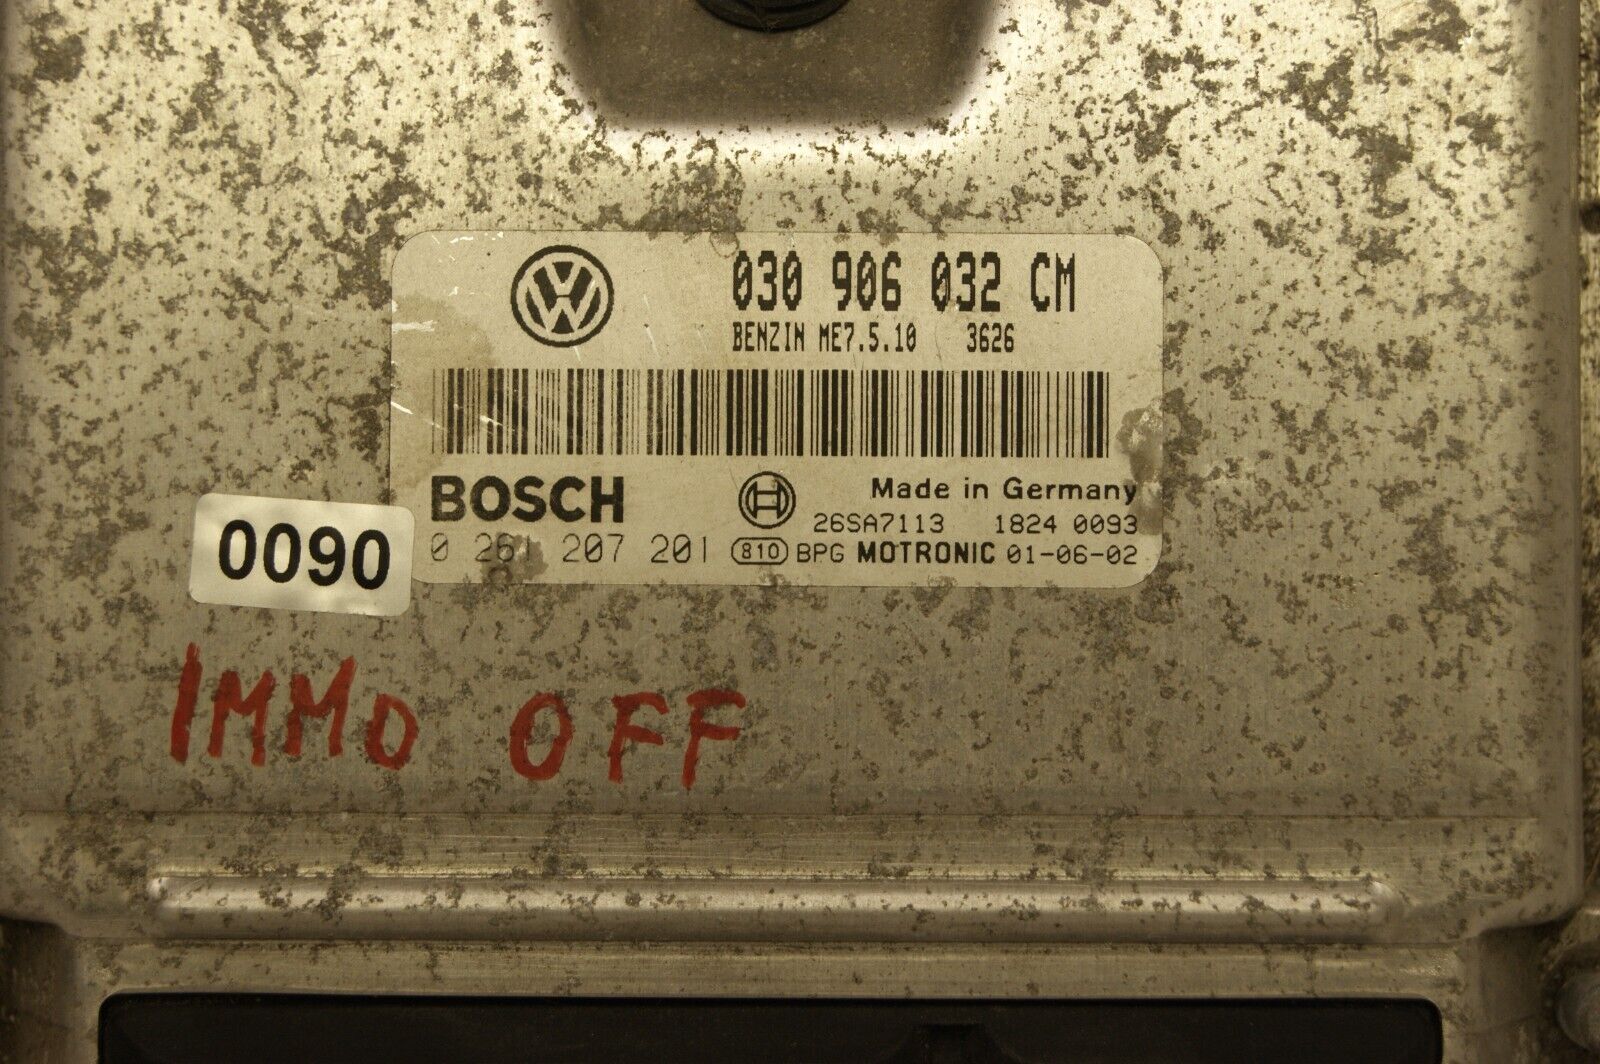 030 906 032 CM
BENZIN ME7.5.10 3626
BOSCH
Made in Germany
26SA7113 1824 0093
0 261 207 201 810 BPG MOTRONIC 01-06-02
0090
IMMO OFF